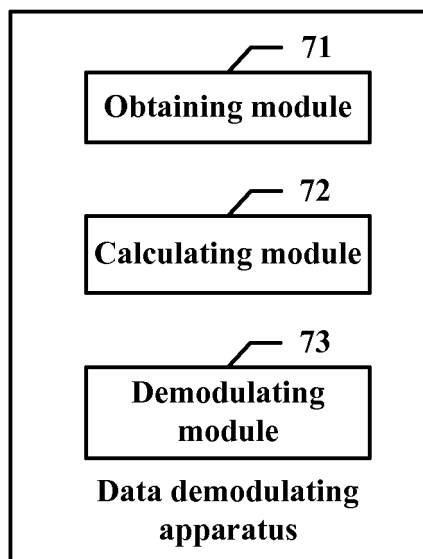 71
Obtaining module
72
Calculating module
73
Demodulating
module
Data demodulating
apparatus